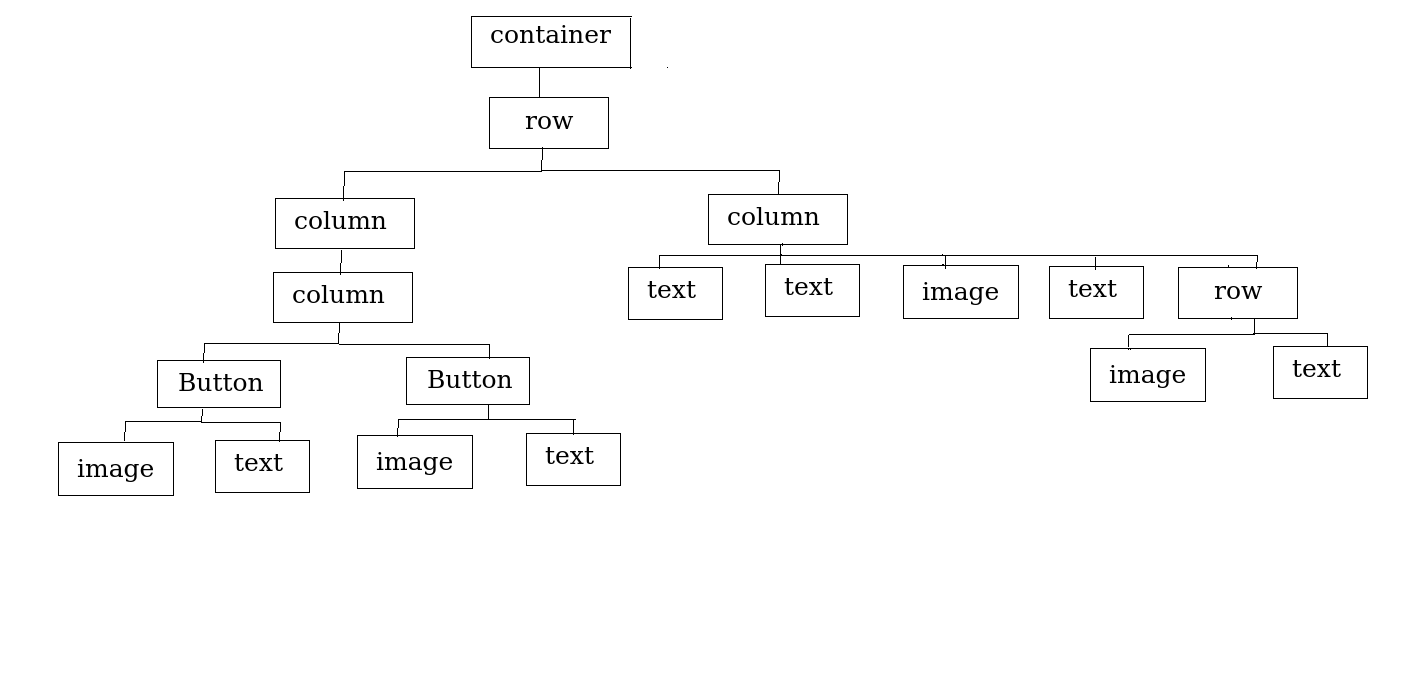 container
row
column
column
column
text
text
image
text
row
Button
Button
image
text
image
text
image
text